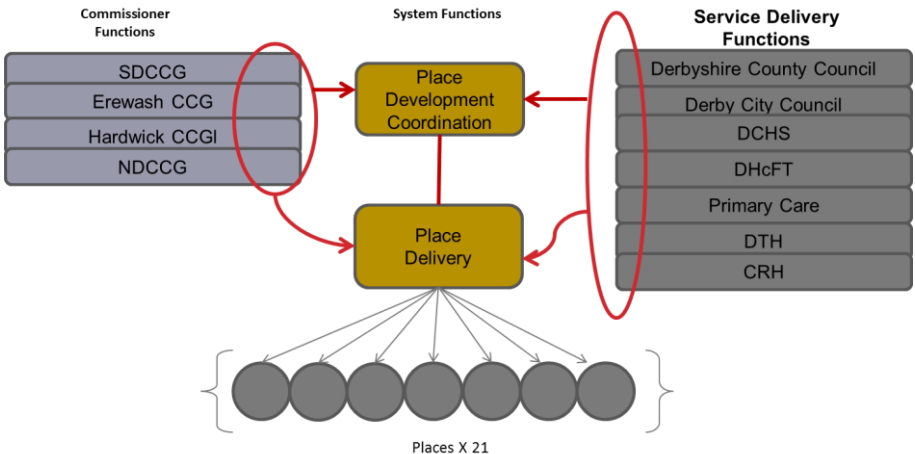 Commissioner
Functions
SDCCG
Erewash CCG
Hardwick CCGl
NDCCG
System Functions
Place
Development
Coordination
Place
Delivery
Service Delivery
Functions
Derbyshire County Council
Derby City Council
DCHS
DHcFT
Primary Care
DTH
CRH
Places X 21